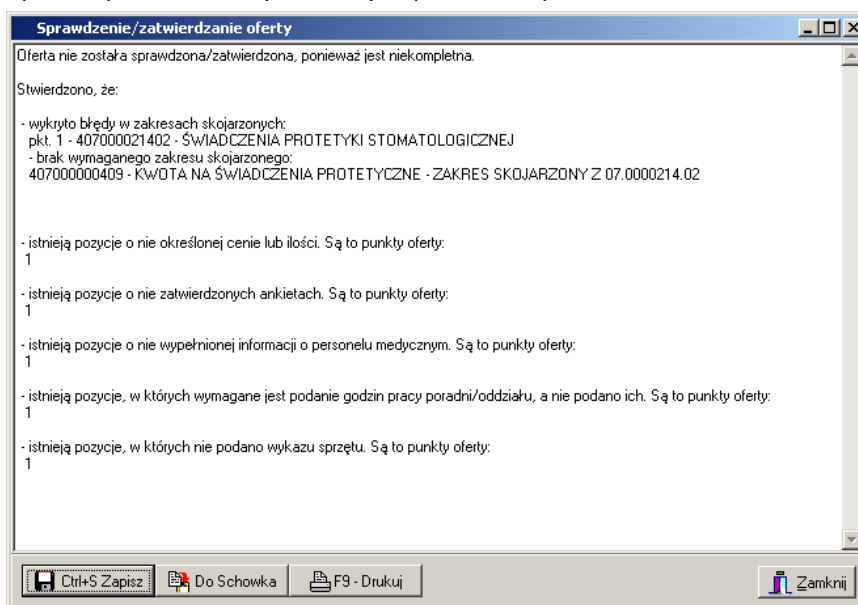 Sprawdzenie/zatwierdzanie oferty
Oferta nie została sprawdzona/zatwierdzona, ponieważ jest niekompletna.
Stwierdzono, że:
- wykryto błędy w zakresach skojarzonych:
pkt. 1 - 407000021402 - ŚWIADCZENIA PROTETYKI STOMATOLOGICZNEJ
- brak wymaganego zakresu skojarzonego:
407000000409 - KWOTA NA ŚWIADCZENIA PROTETYCZNE - ZAKRES SKOJARZONY Z 07.0000214.02
- istnieją pozycje o nie określonej cenie lub ilości. Są to punkty oferty:
1
- istnieją pozycje o nie zatwierdzonych ankietach. Są to punkty oferty:
1
- istnieją pozycje o nie wypełnionej informacji o personelu medycznym. Są to punkty oferty:
1
- istnieją pozycje, w których wymagane jest podanie godzin pracy poradni/oddziału, a nie podano ich. Są to punkty oferty:
1
- istnieją pozycje, w których nie podano wykazu sprzętu. Są to punkty oferty:
1
Ctrl+S Zapisz Do Schowka F9 - Drukuj Zamknij